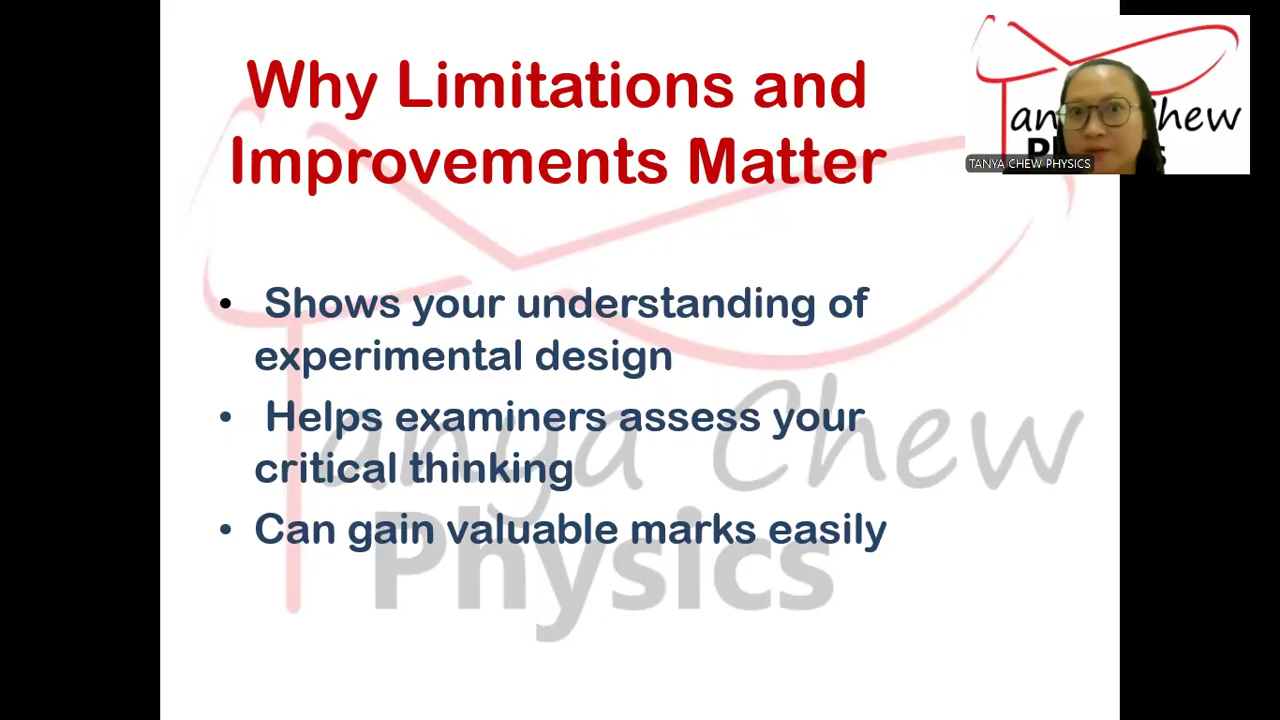 Why Limitations and
Improvements Matter
• Shows your understanding of
experimental design
• Helps examiners assess your
critical thinking
• Can gain valuable marks easily
Tanya Chew
Physics
TANYA CHEW PHYSICS